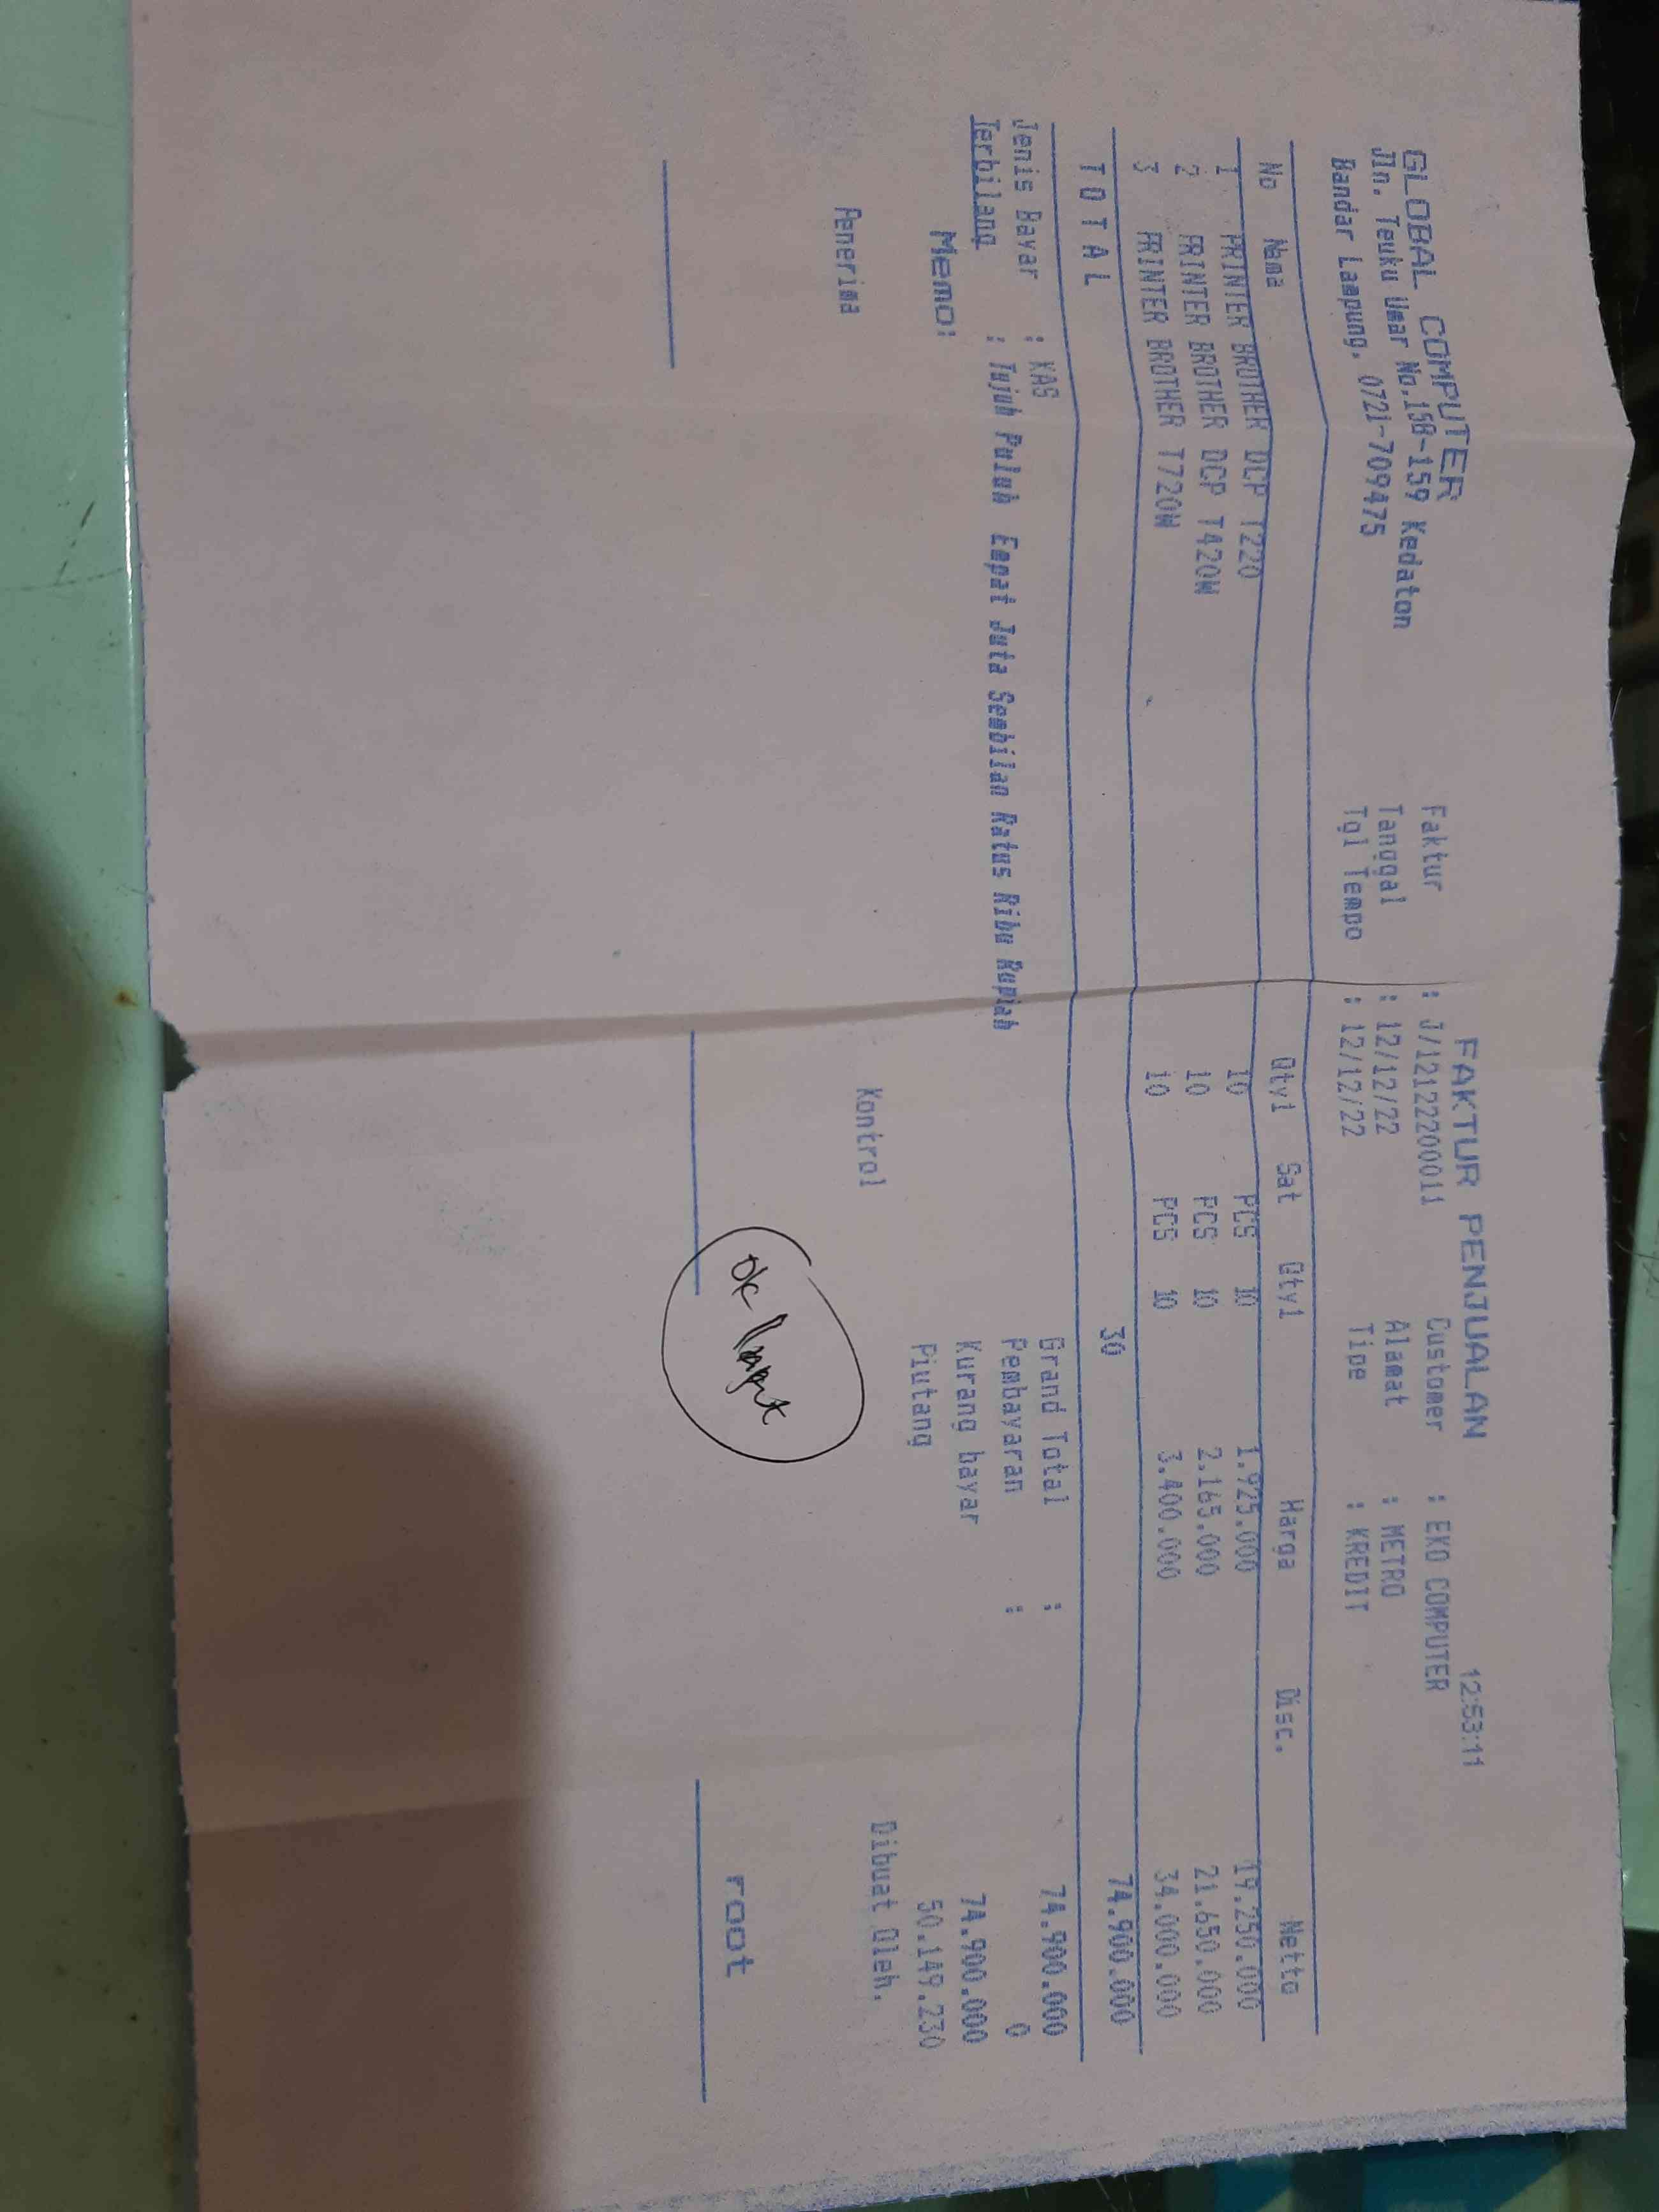 FAKTUR PENJUALAN 12:53:11
GLOBAL COMPUTER
Jln. Teuku Umar No.158-159 Kedaton
Bandar Lampung, 0721-709475
Faktur : J/1212220011 Customer : EKO COMPUTER
Tanggal : 12/12/22 Alamat : METRO
Tgl Tempo : 12/12/22 Tipe : KREDIT
No Nama Qty1 Sat Qty1 Harga Disc. Netto
1 PRINTER BROTHER DCP T220 10 PCS 10 1.925.000 19.250.000
2 PRINTER BROTHER DCP T420W 10 PCS 10 2.165.000 21.650.000
3 PRINTER BROTHER T720W 10 PCS 10 3.400.000 34.000.000
T O T A L 30 74.900.000
Jenis Bayar : KAS Grand Total : 74.900.000
Terbilang : Tujuh Puluh Empat Juta Sembilan Ratus Ribu Rupiah Pembayaran : 0
Memo: Kurang bayar 74.900.000
Piutang 50.149.230
Penerima Kontrol Dibuat Oleh,
root
OK